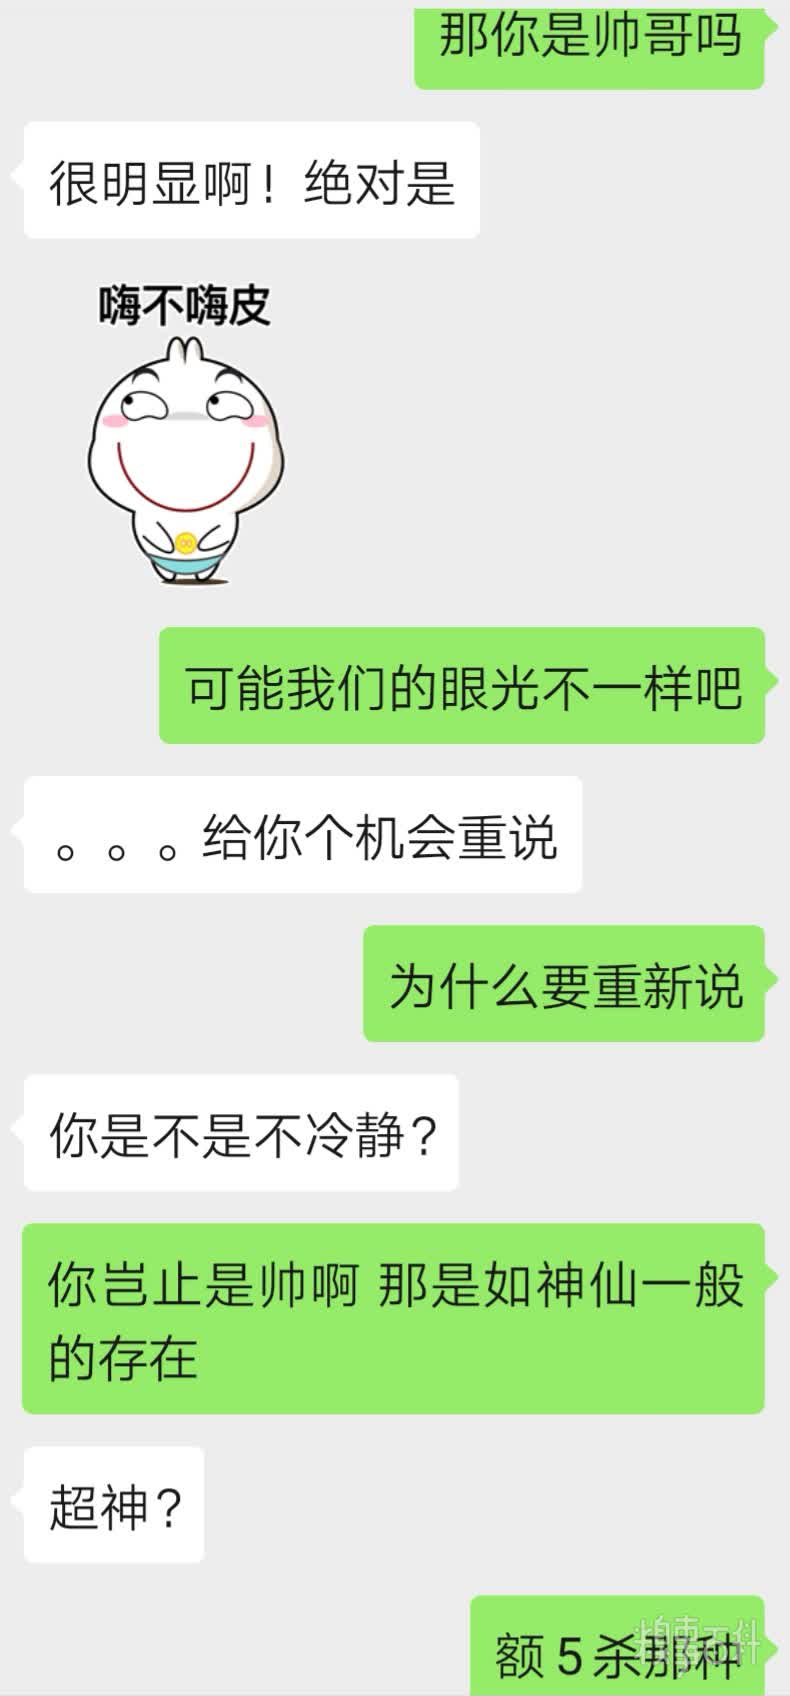 那你是帅哥吗
很明显啊！绝对是
嗨不嗨皮
可能我们的眼光不一样吧
。。。给你个机会重说
为什么要重新说
你是不是不冷静？
你岂止是帅啊 那是如神仙一般
的存在
超神？
额5杀那种